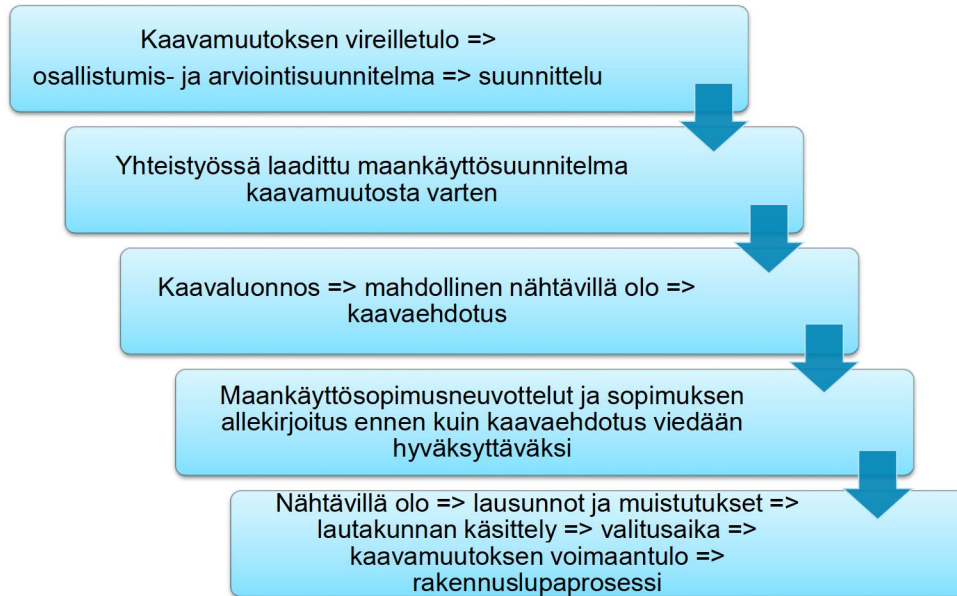 Kaavamuutoksen vireilletulo =>
osallistumis- ja arviointisuunnitelma => suunnittelu
Yhteistyössä laadittu maankäyttösuunnitelma
kaavamuutosta varten
Kaavaluonnos => mahdollinen nähtävillä olo =>
kaavaehdotus
Maankäyttösopimusneuvottelut ja sopimuksen
allekirjoitus ennen kuin kaavaehdotus viedään
hyväksyttäväksi
Nähtävillä olo => lausunnot ja muistutukset =>
lautakunnan käsittely => valitusaika =>
kaavamuutoksen voimaantulo =>
rakennuslupaprosessi